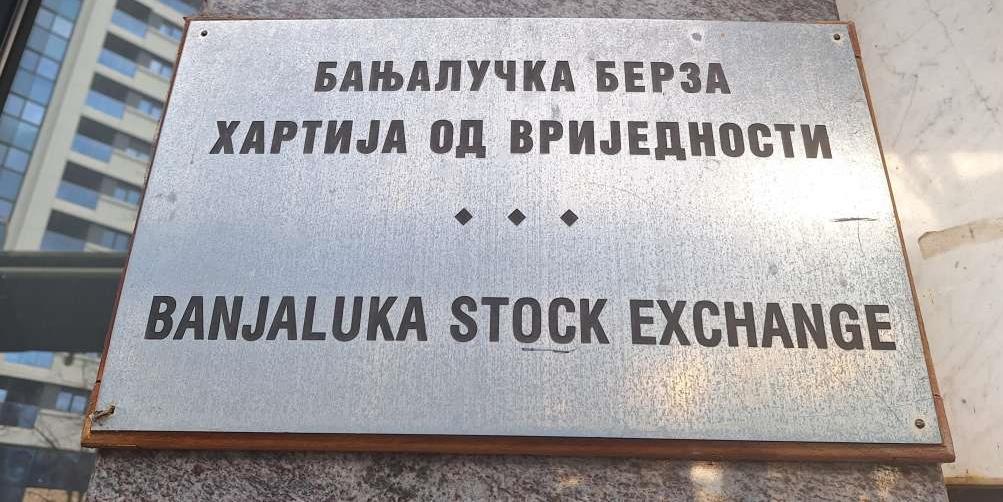 БАЊАЛУЧКА БЕРЗА
ХАРТИЈА ОД ВРИЈЕДНОСТИ
BANJALUKA STOCK EXCHANGE